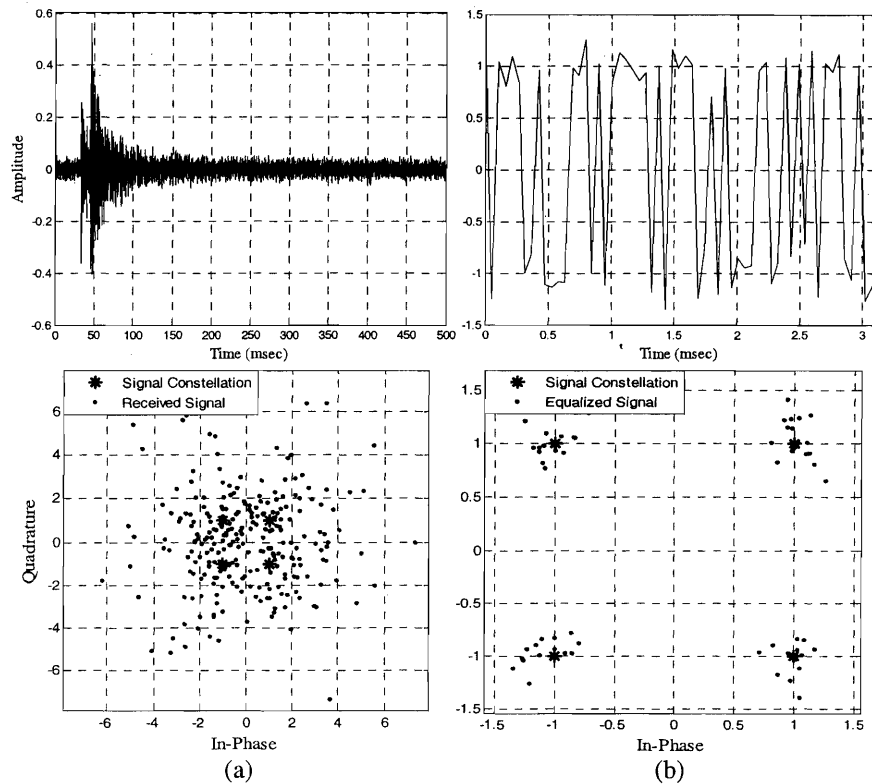 0.6
0.4
0.2
0
-0.2
-0.4
0.6
Amplitude
0 50 100 150 200 250 300 350 400 450 500
Time (msec)
1.5
1
0.5
0
-0.5
-1
-1.5
0 0.5 1 1.5 2 2.5 3
Time (msec)
Signal Constellation
Received Signal
6
4
2
0
-2
-4
-6
Quadrature
-6 -4 -2 0 2 4 6
In-Phase
(a)
Signal Constellation
Equalized Signal
1.5
1
0.5
0
-0.5
-1
-1.5
-1.5 -1 -0.5 0 0.5 1 1.5
In-Phase
(b)